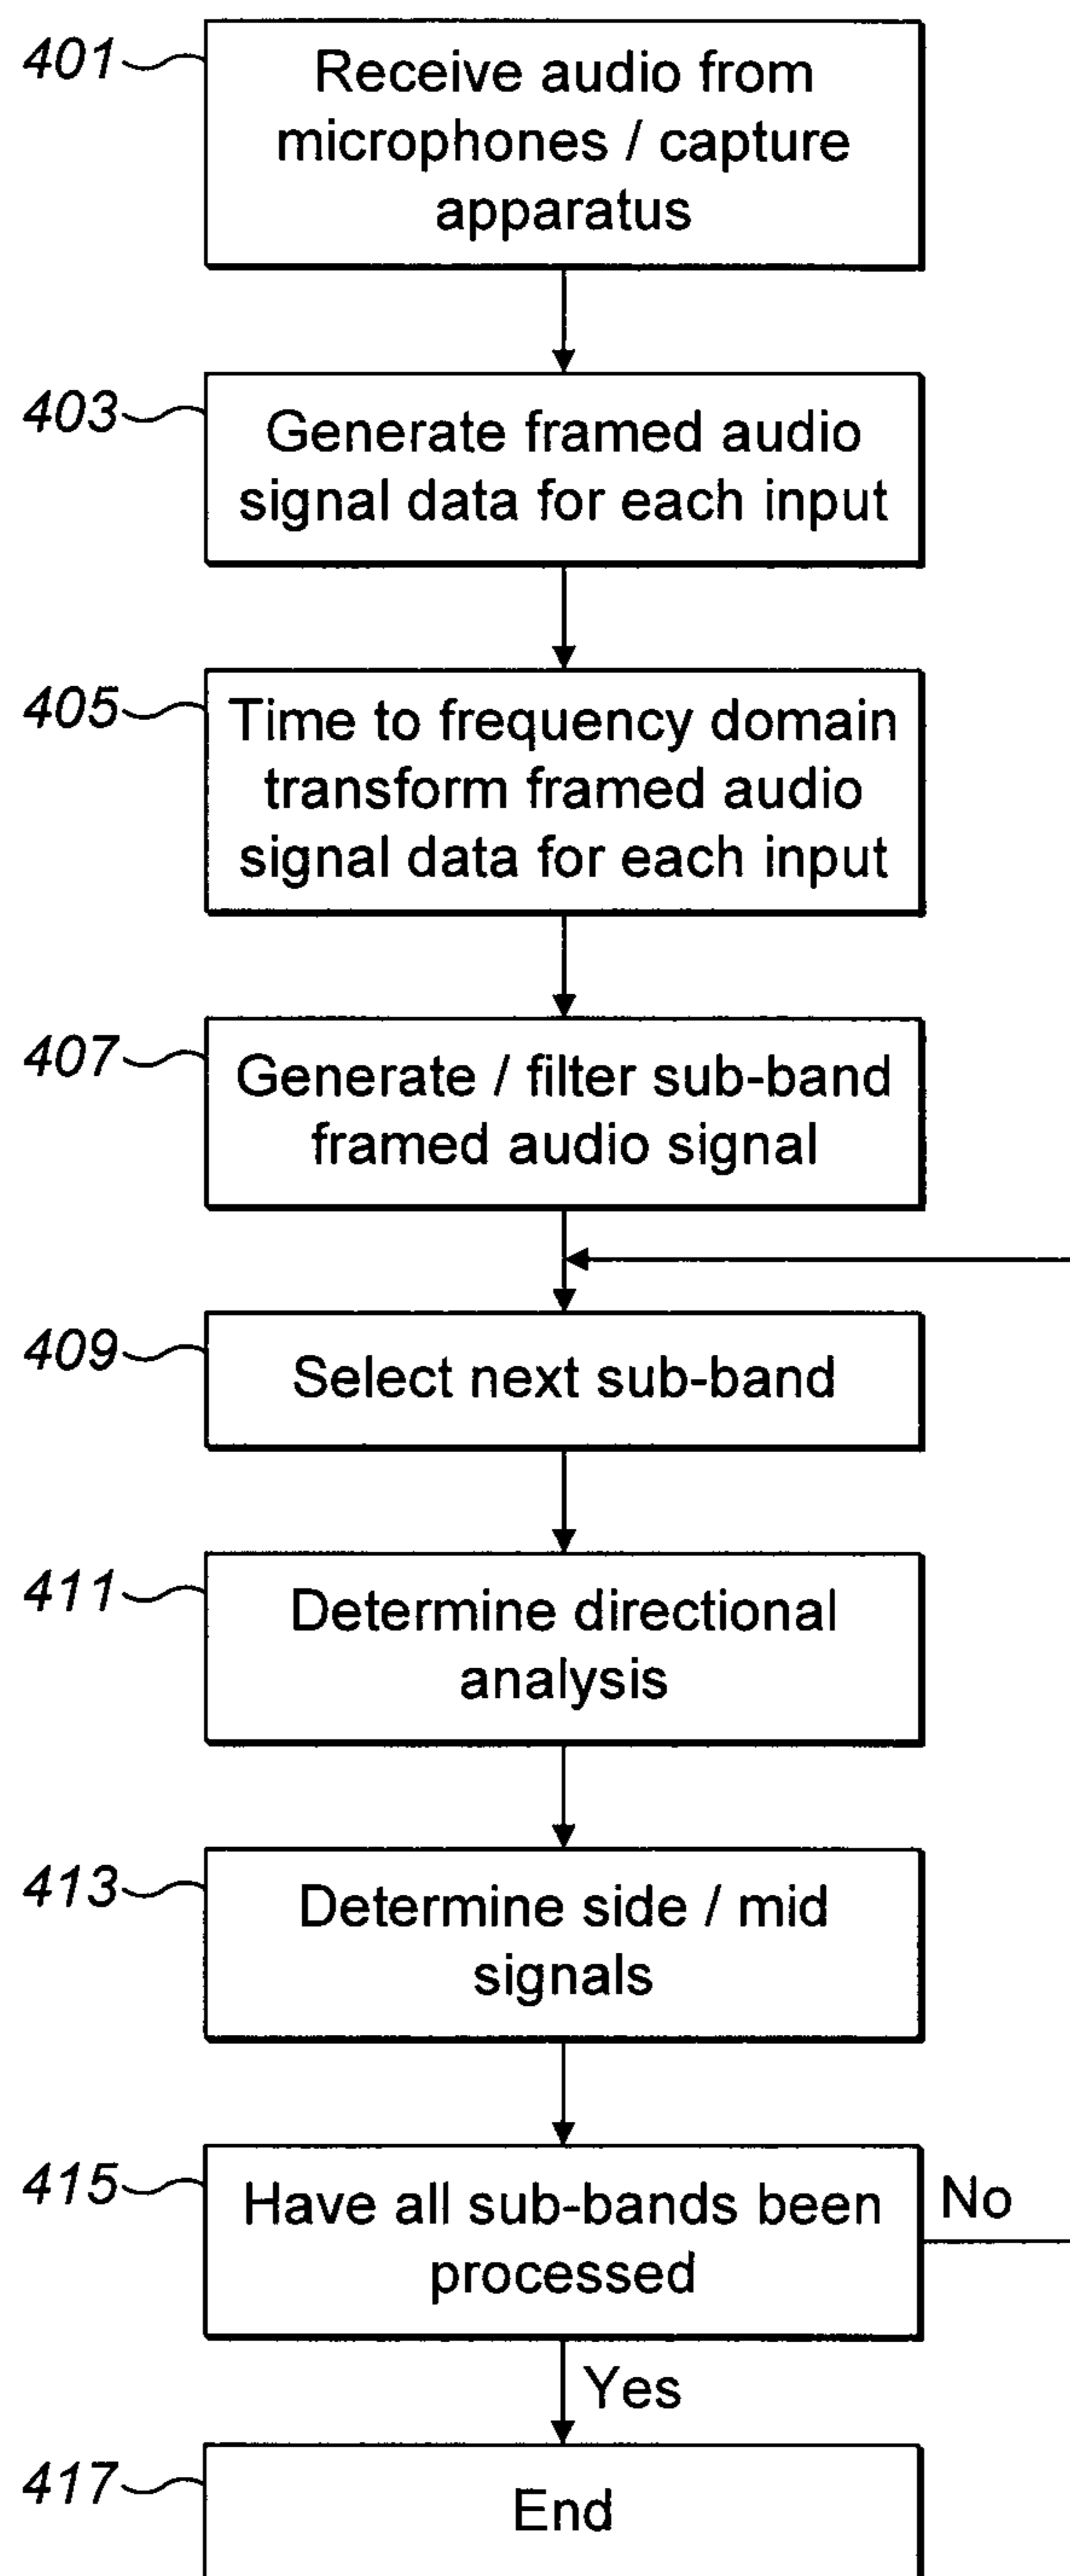 401
Receive audio from
microphones / capture
apparatus
403
Generate framed audio
signal data for each input
405
Time to frequency domain
transform framed audio
signal data for each input
407
Generate / filter sub-band
framed audio signal
409
Select next sub-band
411
Determine directional
analysis
413
Determine side / mid
signals
415
Have all sub-bands been
processed
No
Yes
417
End